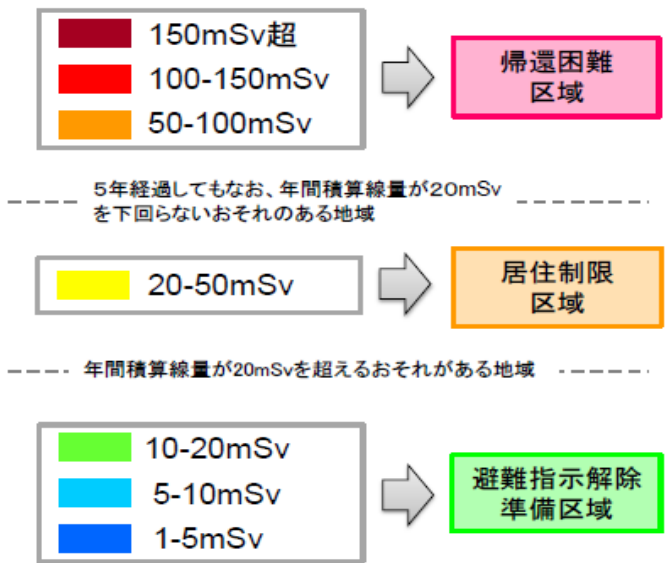 150mSv超
100-150mSv
50-100mSv
帰還困難
区域
5年経過してもなお、年間積算線量が20mSv
を下回らないおそれのある地域
20-50mSv
居住制限
区域
年間積算線量が20mSvを超えるおそれがある地域
10-20mSv
5-10mSv
1-5mSv
避難指示解除
準備区域